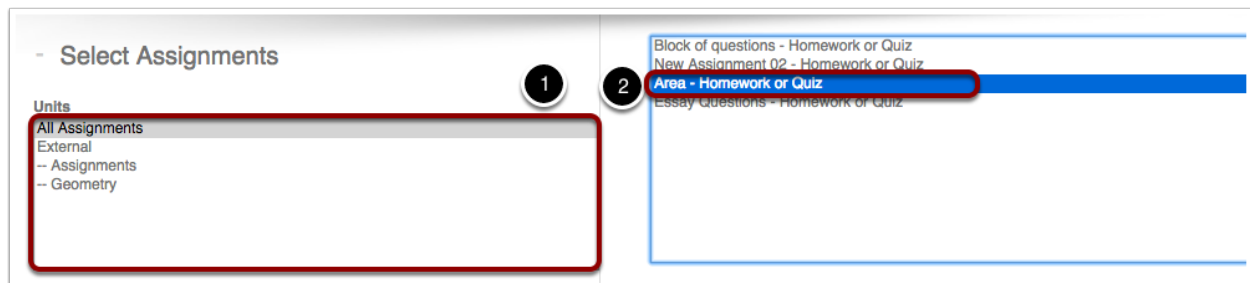 - Select Assignments
1
Units
All Assignments
External
-- Assignments
-- Geometry
2
Block of questions - Homework or Quiz
New Assignment 02 - Homework or Quiz
Area - Homework or Quiz
Essay Questions - Homework or Quiz